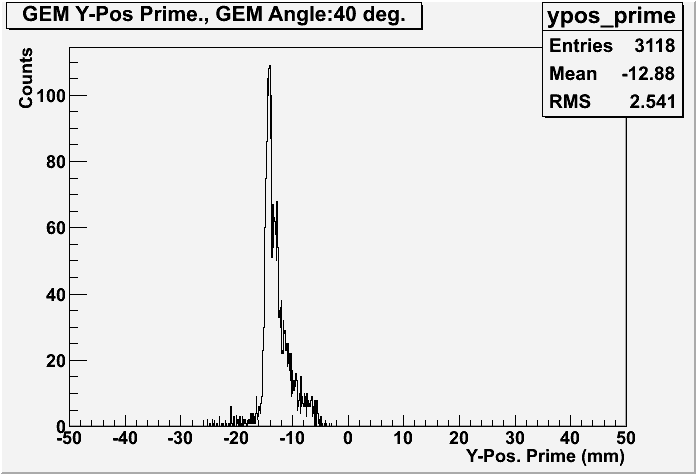 GEM Y-Pos Prime., GEM Angle:40 deg.
ypos_prime
Entries 3118
Mean -12.88
RMS 2.541
Counts
100
80
60
40
20
0
-50 -40 -30 -20 -10 0 10 20 30 40 50
Y-Pos. Prime (mm)